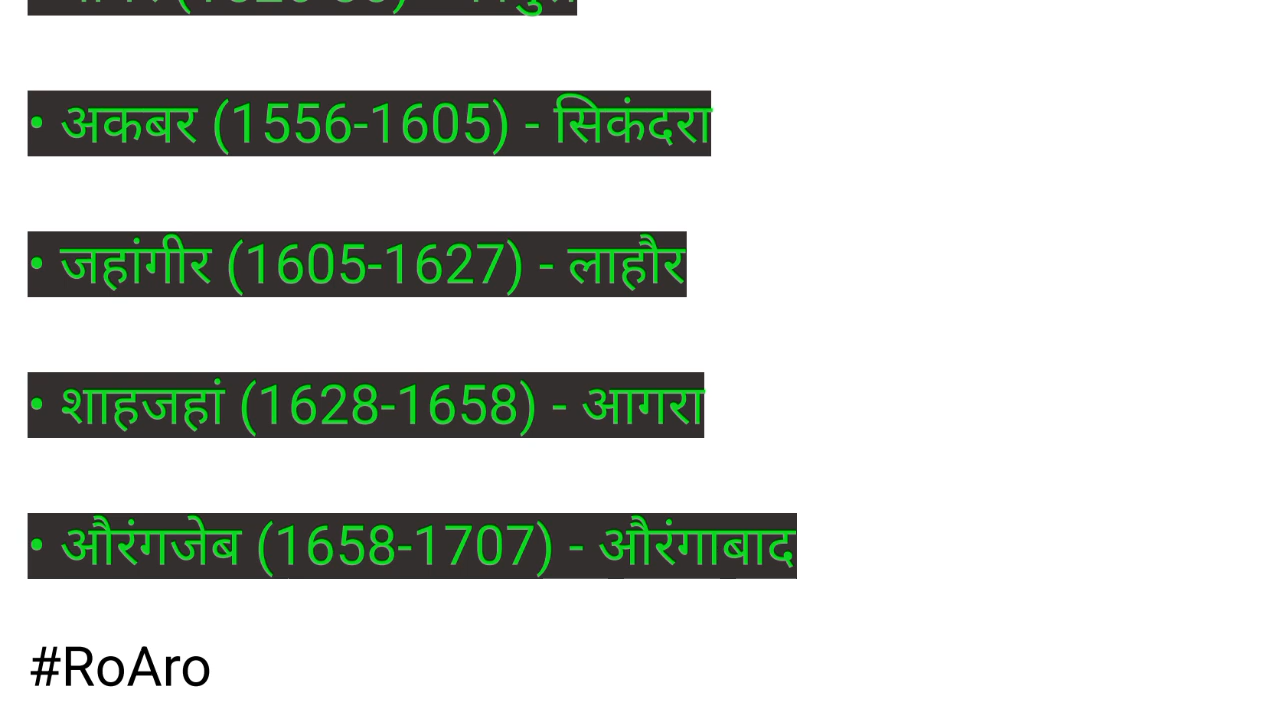 • अकबर (1556-1605) - सिकंदरा
• जहांगीर (1605-1627) - लाहौर
• शाहजहां (1628-1658) - आगरा
• औरंगजेब (1658-1707) - औरंगाबाद
#RoAro